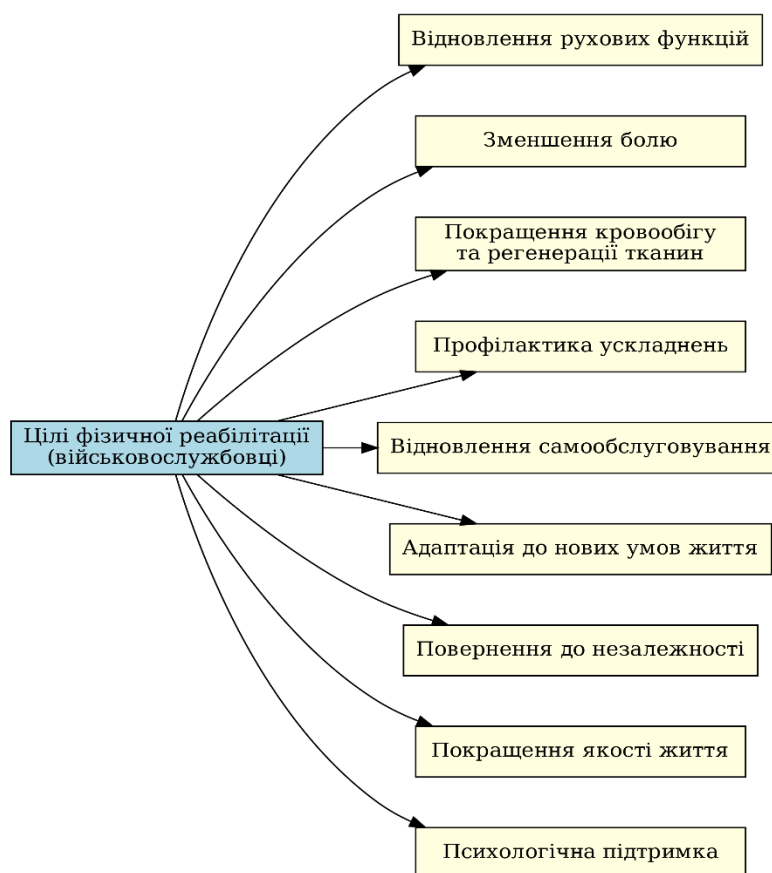 Відновлення рухових функцій
Зменшення болю
Покращення кровообігу
та регенерації тканин
Профілактика ускладнень
Цілі фізичної реабілітації
(військовослужбовці)
Відновлення самообслуговування
Адаптація до нових умов життя
Повернення до незалежності
Покращення якості життя
Психологічна підтримка